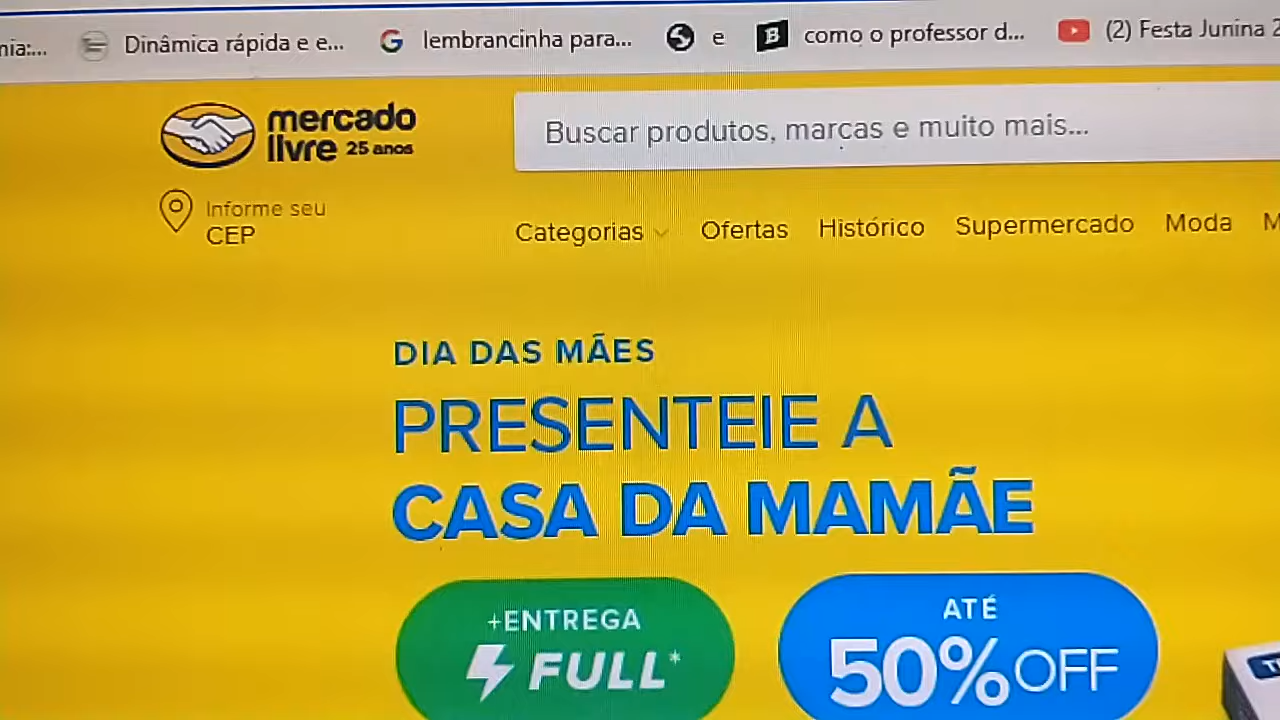 nia:... Dinâmica rápida e e... lembrancinha para... e B como o professor d... (2) Festa Junina 2
mercado
livre 25 anos
Buscar produtos, marcas e muito mais...
Informe seu
CEP
Categorias Ofertas Histórico Supermercado Moda M
DIA DAS MÃES
PRESENTEIE A
CASA DA MAMÃE
+ENTREGA
FULL*
ATÉ
50% OFF